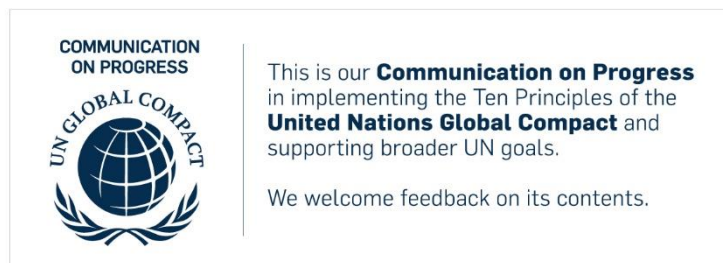 COMMUNICATION
ON PROGRESS
UN GLOBAL COMPACT
This is our Communication on Progress
in implementing the Ten Principles of the
United Nations Global Compact and
supporting broader UN goals.
We welcome feedback on its contents.